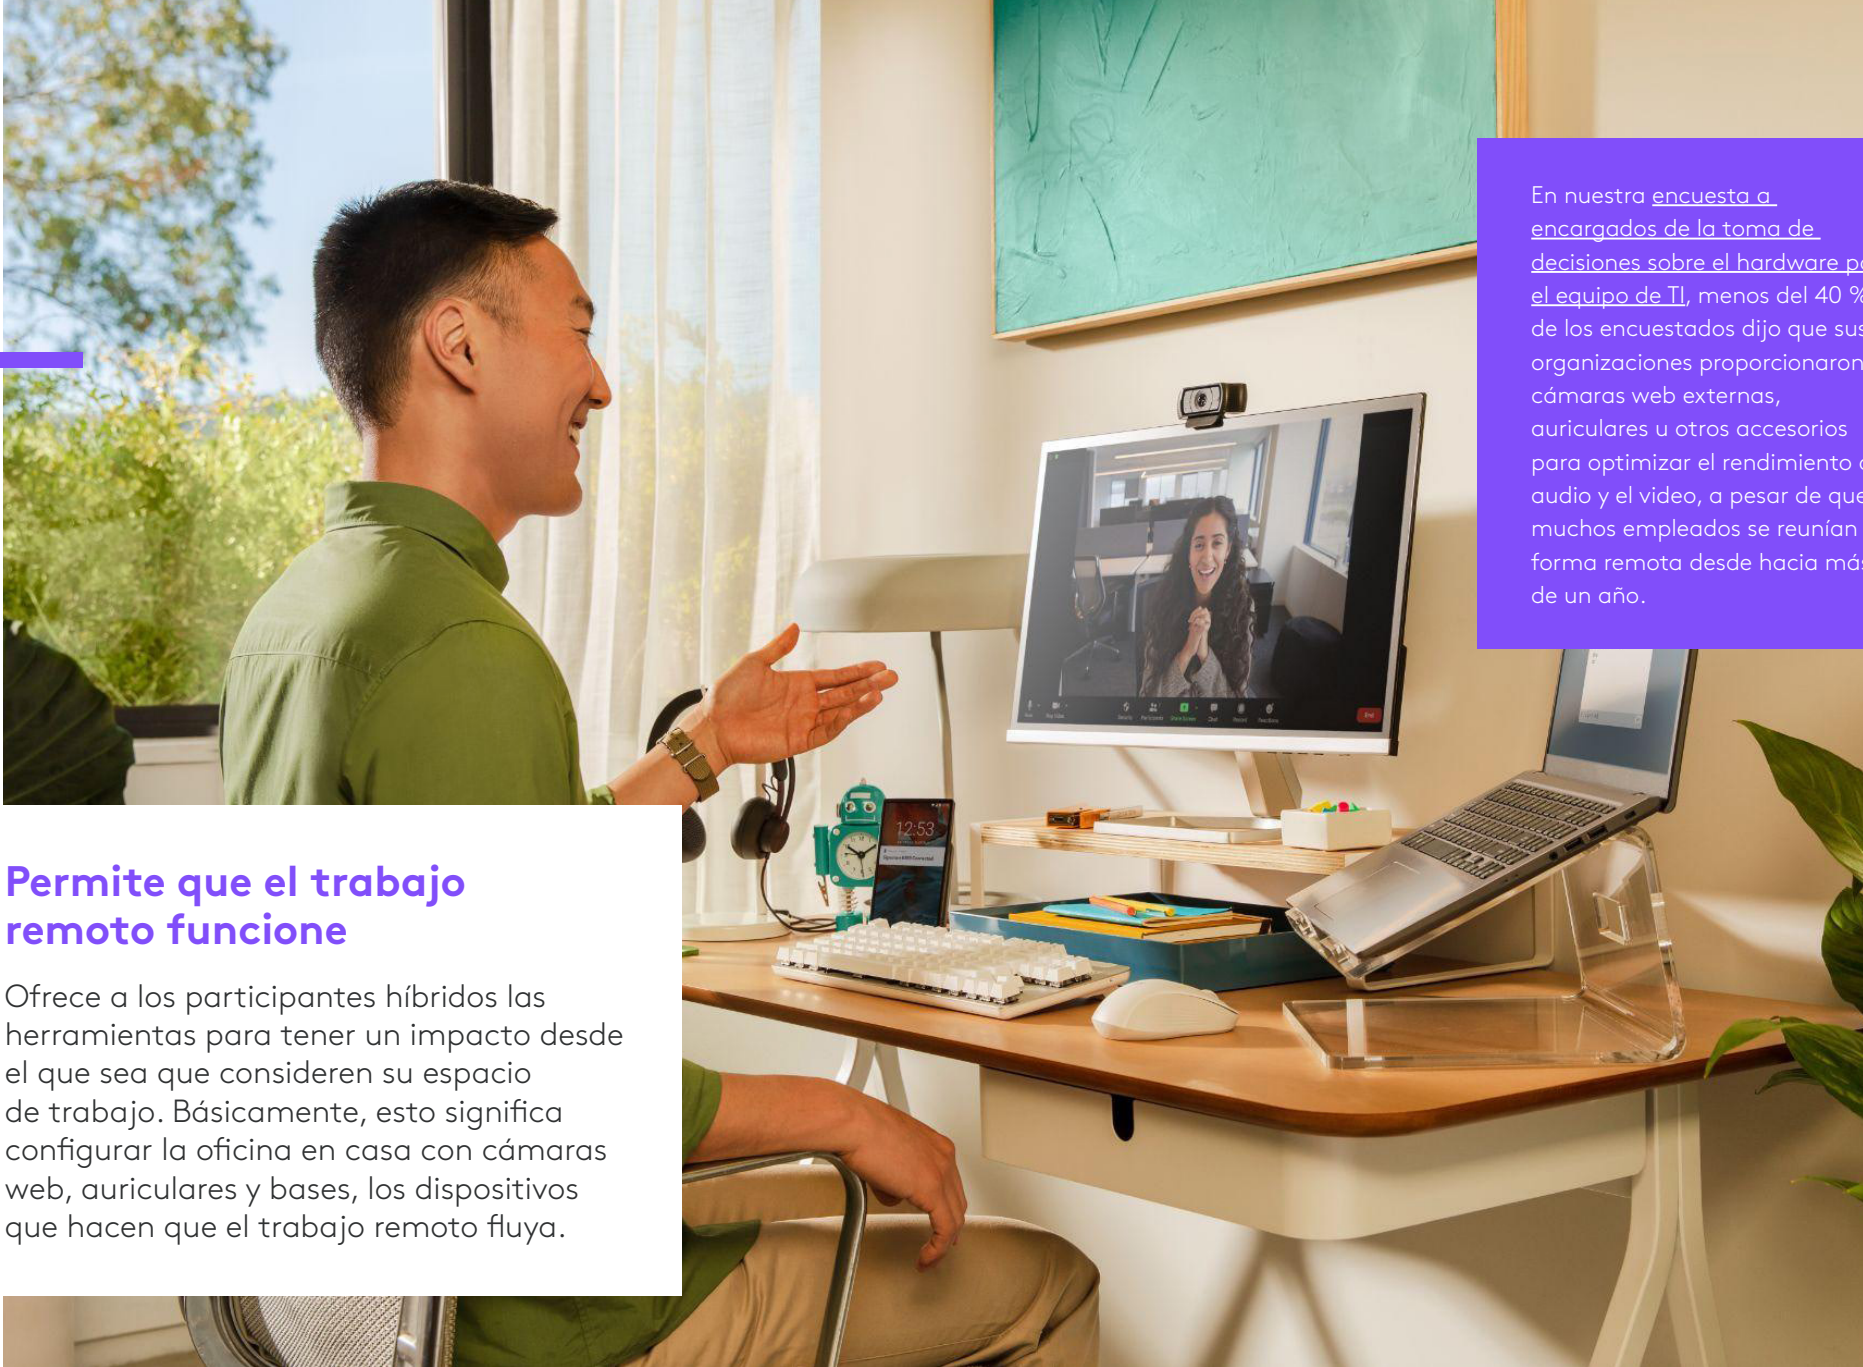 En nuestra encuesta a
encargados de la toma de
decisiones sobre el hardware
el equipo de TI, menos del 40 %
de los encuestados dijo que sus
organizaciones proporcionaron
cámaras web externas,
auriculares u otros accesorios
para optimizar el rendimiento
audio y el video, a pesar de que
muchos empleados se reunían
forma remota desde hacia más
de un año.
12:53
End
Permite que el trabajo
remoto funcione
Ofrece a los participantes híbridos las
herramientas para tener un impacto desde
el que sea que consideren su espacio
de trabajo. Básicamente, esto significa
configurar la oficina en casa con cámaras
web, auriculares y bases, los dispositivos
que hacen que el trabajo remoto fluya.